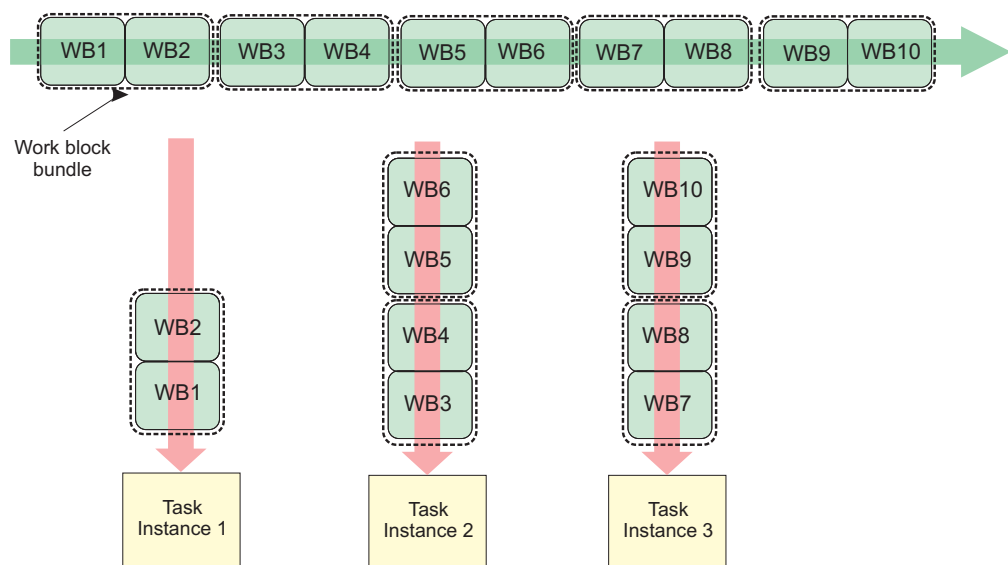 WB1 WB2 WB3 WB4 WB5 WB6 WB7 WB8 WB9 WB10
Work block
bundle
WB6 WB10
WB5 WB9
WB2 WB4 WB8
WB1 WB3 WB7
Task Task Task
Instance 1 Instance 2 Instance 3